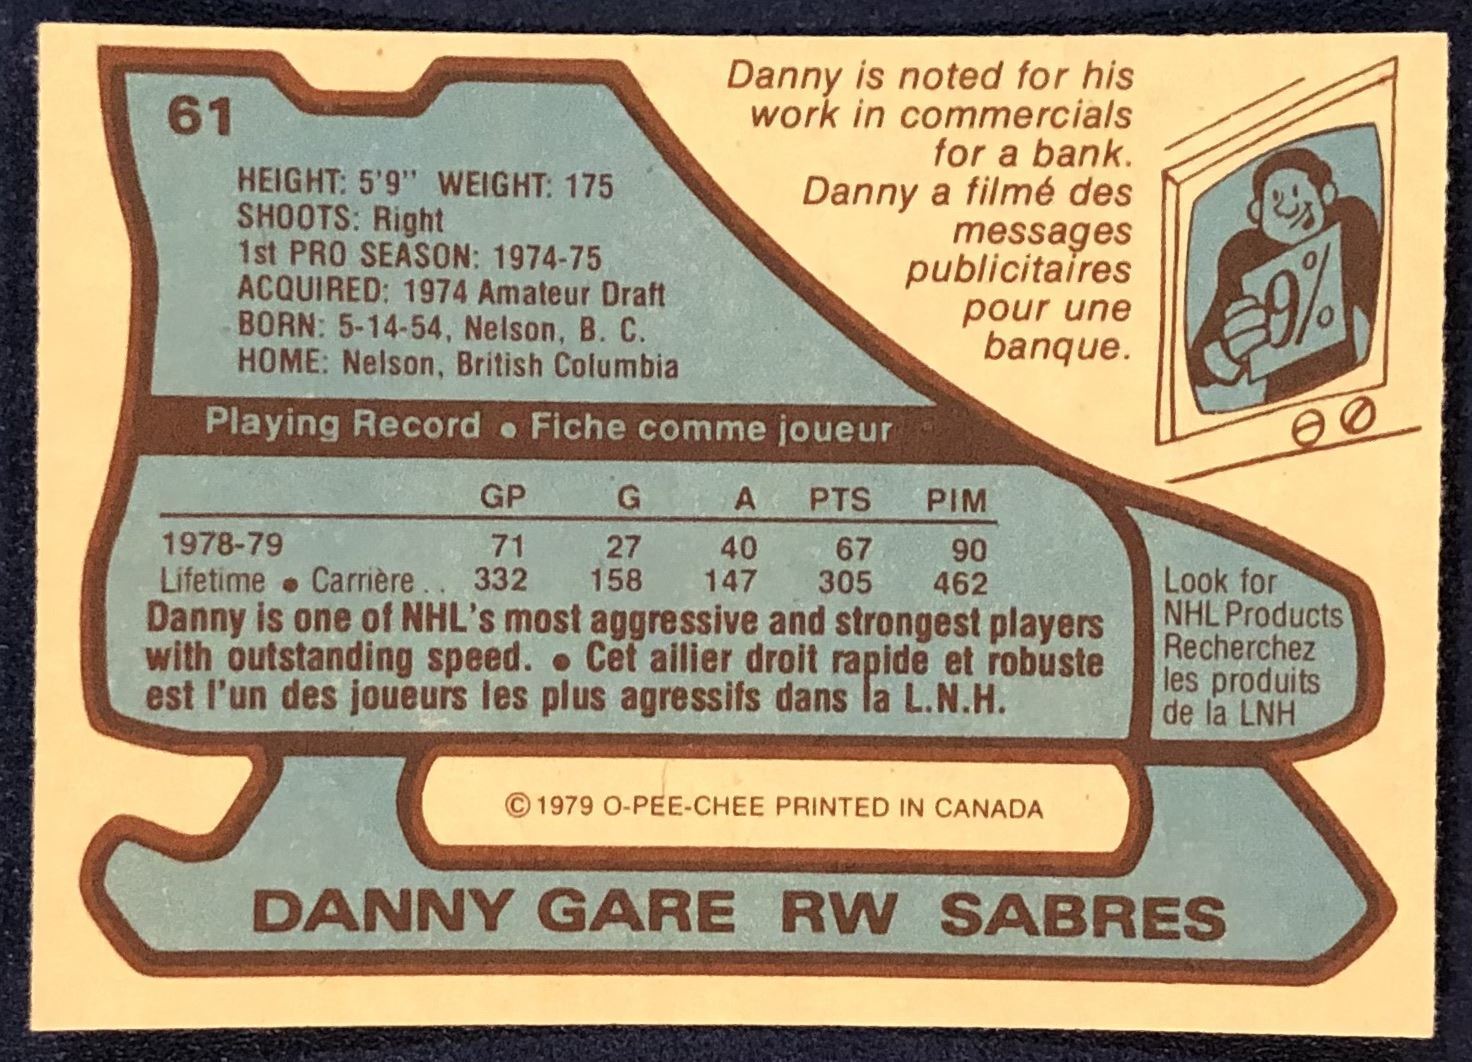 61
HEIGHT: 5'9" WEIGHT: 175
SHOOTS: Right
1st PRO SEASON: 1974-75
ACQUIRED: 1974 Amateur Draft
BORN: 5-14-54, Nelson, B. C.
HOME: Nelson, British Columbia
Danny is noted for his
work in commercials
for a bank.
Danny a filmé des
messages
publicitaires
pour une
banque.
9%
Playing Record • Fiche comme joueur
GP G A PTS PIM
1978-79 71 27 40 67 90
Lifetime • Carrière . . 332 158 147 305 462
Danny is one of NHL's most aggressive and strongest players
with outstanding speed. • Cet ailier droit rapide et robuste
est l'un des joueurs les plus agressifs dans la L.N.H.
Look for
NHL Products
Recherchez
les produits
de la LNH
© 1979 O-PEE-CHEE PRINTED IN CANADA
DANNY GARE RW SABRES